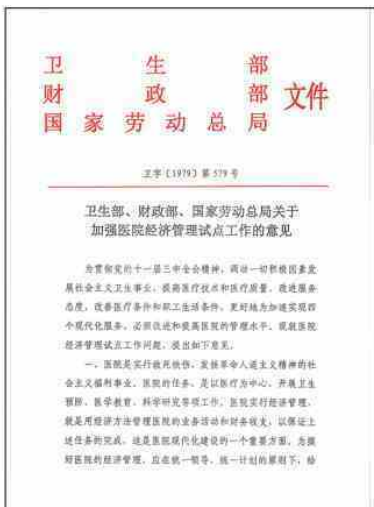 卫生部
财政部 文件
国家劳动总局
卫字〔1979〕第579号
卫生部、财政部、国家劳动总局关于
加强医院经济管理试点工作的意见
为贯彻党的十一届三中全会精神，调动一切积极因素发
展社会主义卫生事业，提高医疗技术和医疗质量，改进服务
态度，改善医疗条件和职工生活条件，更好地为加速实现四
个现代化服务，必须改进和提高医院的管理水平。现就医院
经济管理试点工作问题，提出如下意见。
一、医院是实行救死扶伤、发扬革命人道主义精神的社
会主义福利事业。医院的任务，是以医疗为中心，开展卫生
预防、医学教育、科学研究等项工作。医院实行经济管理，
就是用经济方法管理医院的业务活动和财务收支，以保证上
述任务的完成。这是医院现代化建设的一个重要方面。为搞
好医院的经济管理，应在统一领导、统一计划的原则下，给